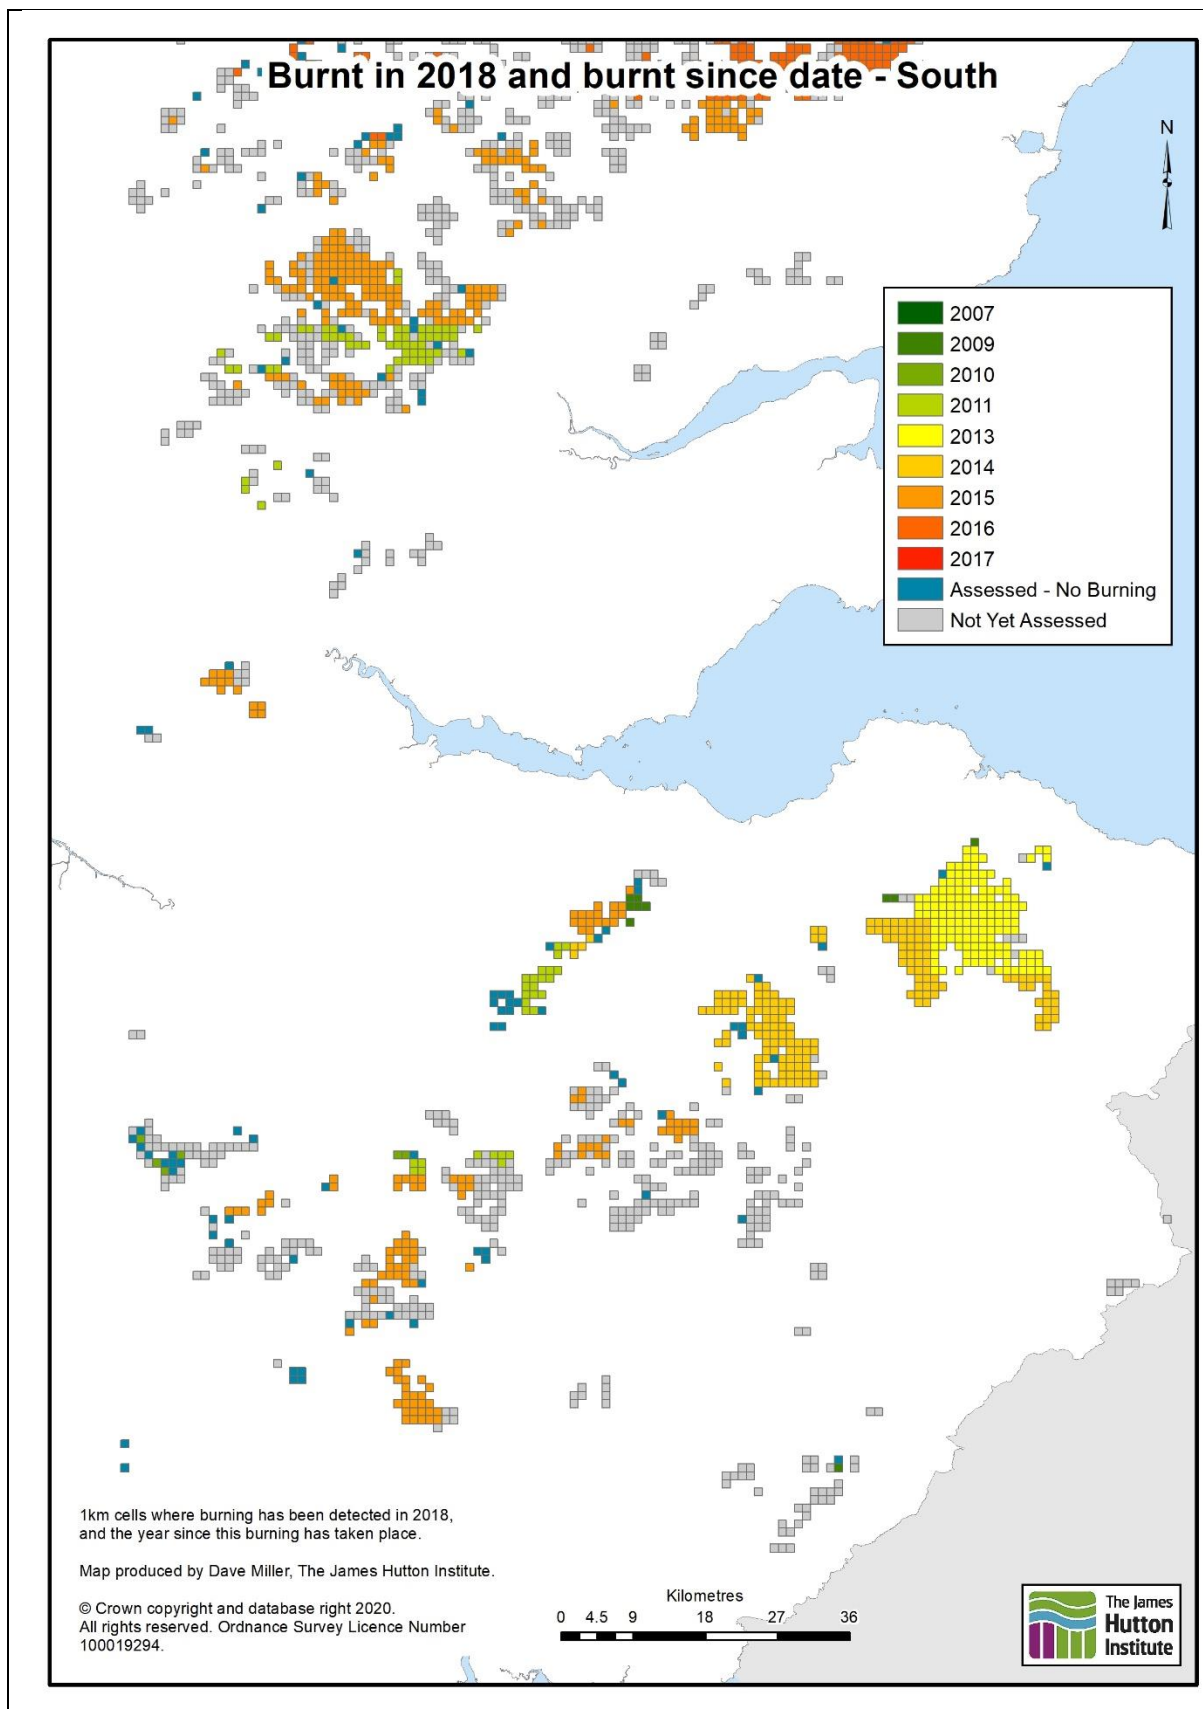 Burnt in 2018 and burnt since date - South
N
2007
2009
2010
2011
2013
2014
2015
2016
2017
Assessed - No Burning
Not Yet Assessed
1km cells where burning has been detected in 2018,
and the year since this burning has taken place.
Map produced by Dave Miller, The James Hutton Institute.
© Crown copyright and database right 2020.
All rights reserved. Ordnance Survey Licence Number
100019294.
Kilometres
0 4.5 9 18 27 36
The James
Hutton
Institute